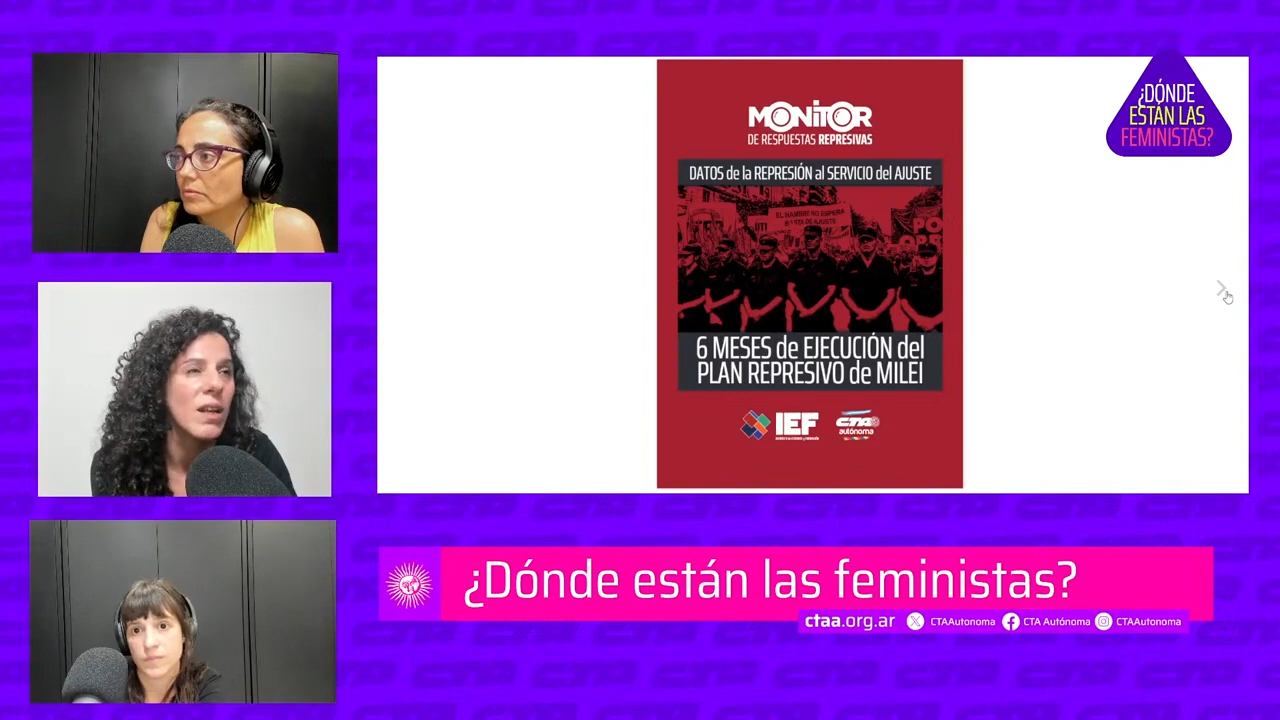 ¿DÓNDE
ESTÁN LAS
FEMINISTAS?
MONITOR
DE RESPUESTAS REPRESIVAS
DATOS de la REPRESIÓN al SERVICIO del AJUSTE
EL HAMBRE NO ESPERA
6 MESES de EJECUCIÓN del
PLAN REPRESIVO de MILEI
IEF
CTA
autónoma
¿Dónde están las feministas?
ctaa.org.ar CTAAutonoma CTA Autónoma CTAAutonoma